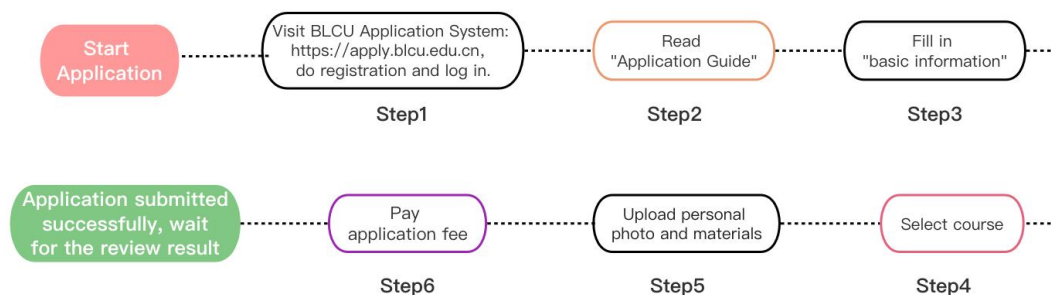 Start
Application
Visit BLCU Application System:
https://apply.blcu.edu.cn,
do registration and log in.
Step1
Read
"Application Guide"
Step2
Fill in
"basic information"
Step3
Select course
Step4
Upload personal
photo and materials
Step5
Pay
application fee
Step6
Application submitted
successfully, wait
for the review result